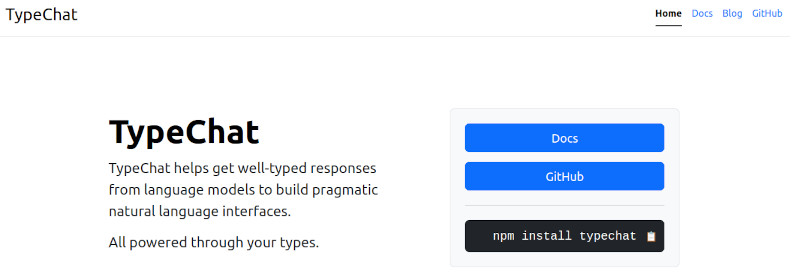 TypeChat
Home Docs Blog GitHub
TypeChat
TypeChat helps get well-typed responses
from language models to build pragmatic
natural language interfaces.
All powered through your types.
Docs
GitHub
npm install typechat 📋